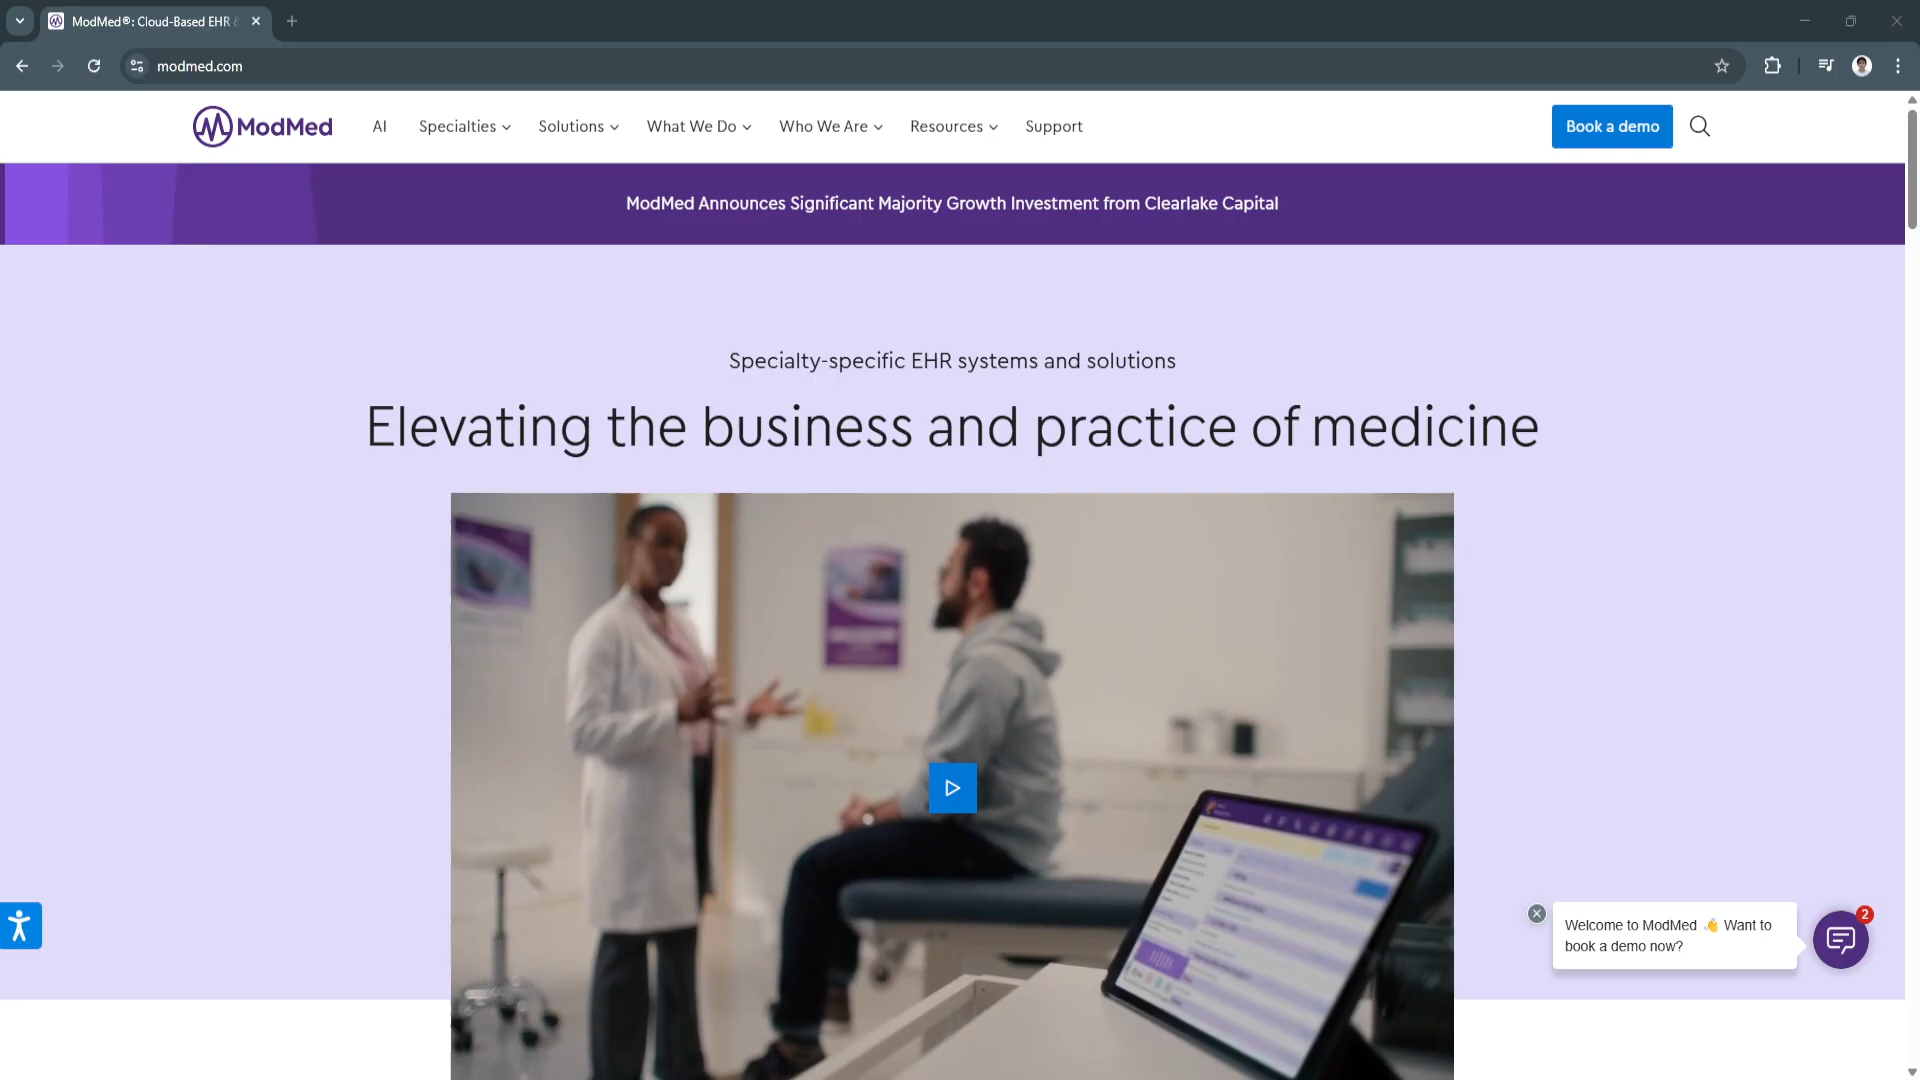 ModMed®: Cloud-Based EHR &
modmed.com
ModMed
AI
Specialties
Solutions
What We Do
Who We Are
Resources
Support
Book a demo
ModMed Announces Significant Majority Growth Investment from Clearlake Capital
Specialty-specific EHR systems and solutions
Elevating the business and practice of medicine
2
Welcome to ModMed 👋 Want to
book a demo now?